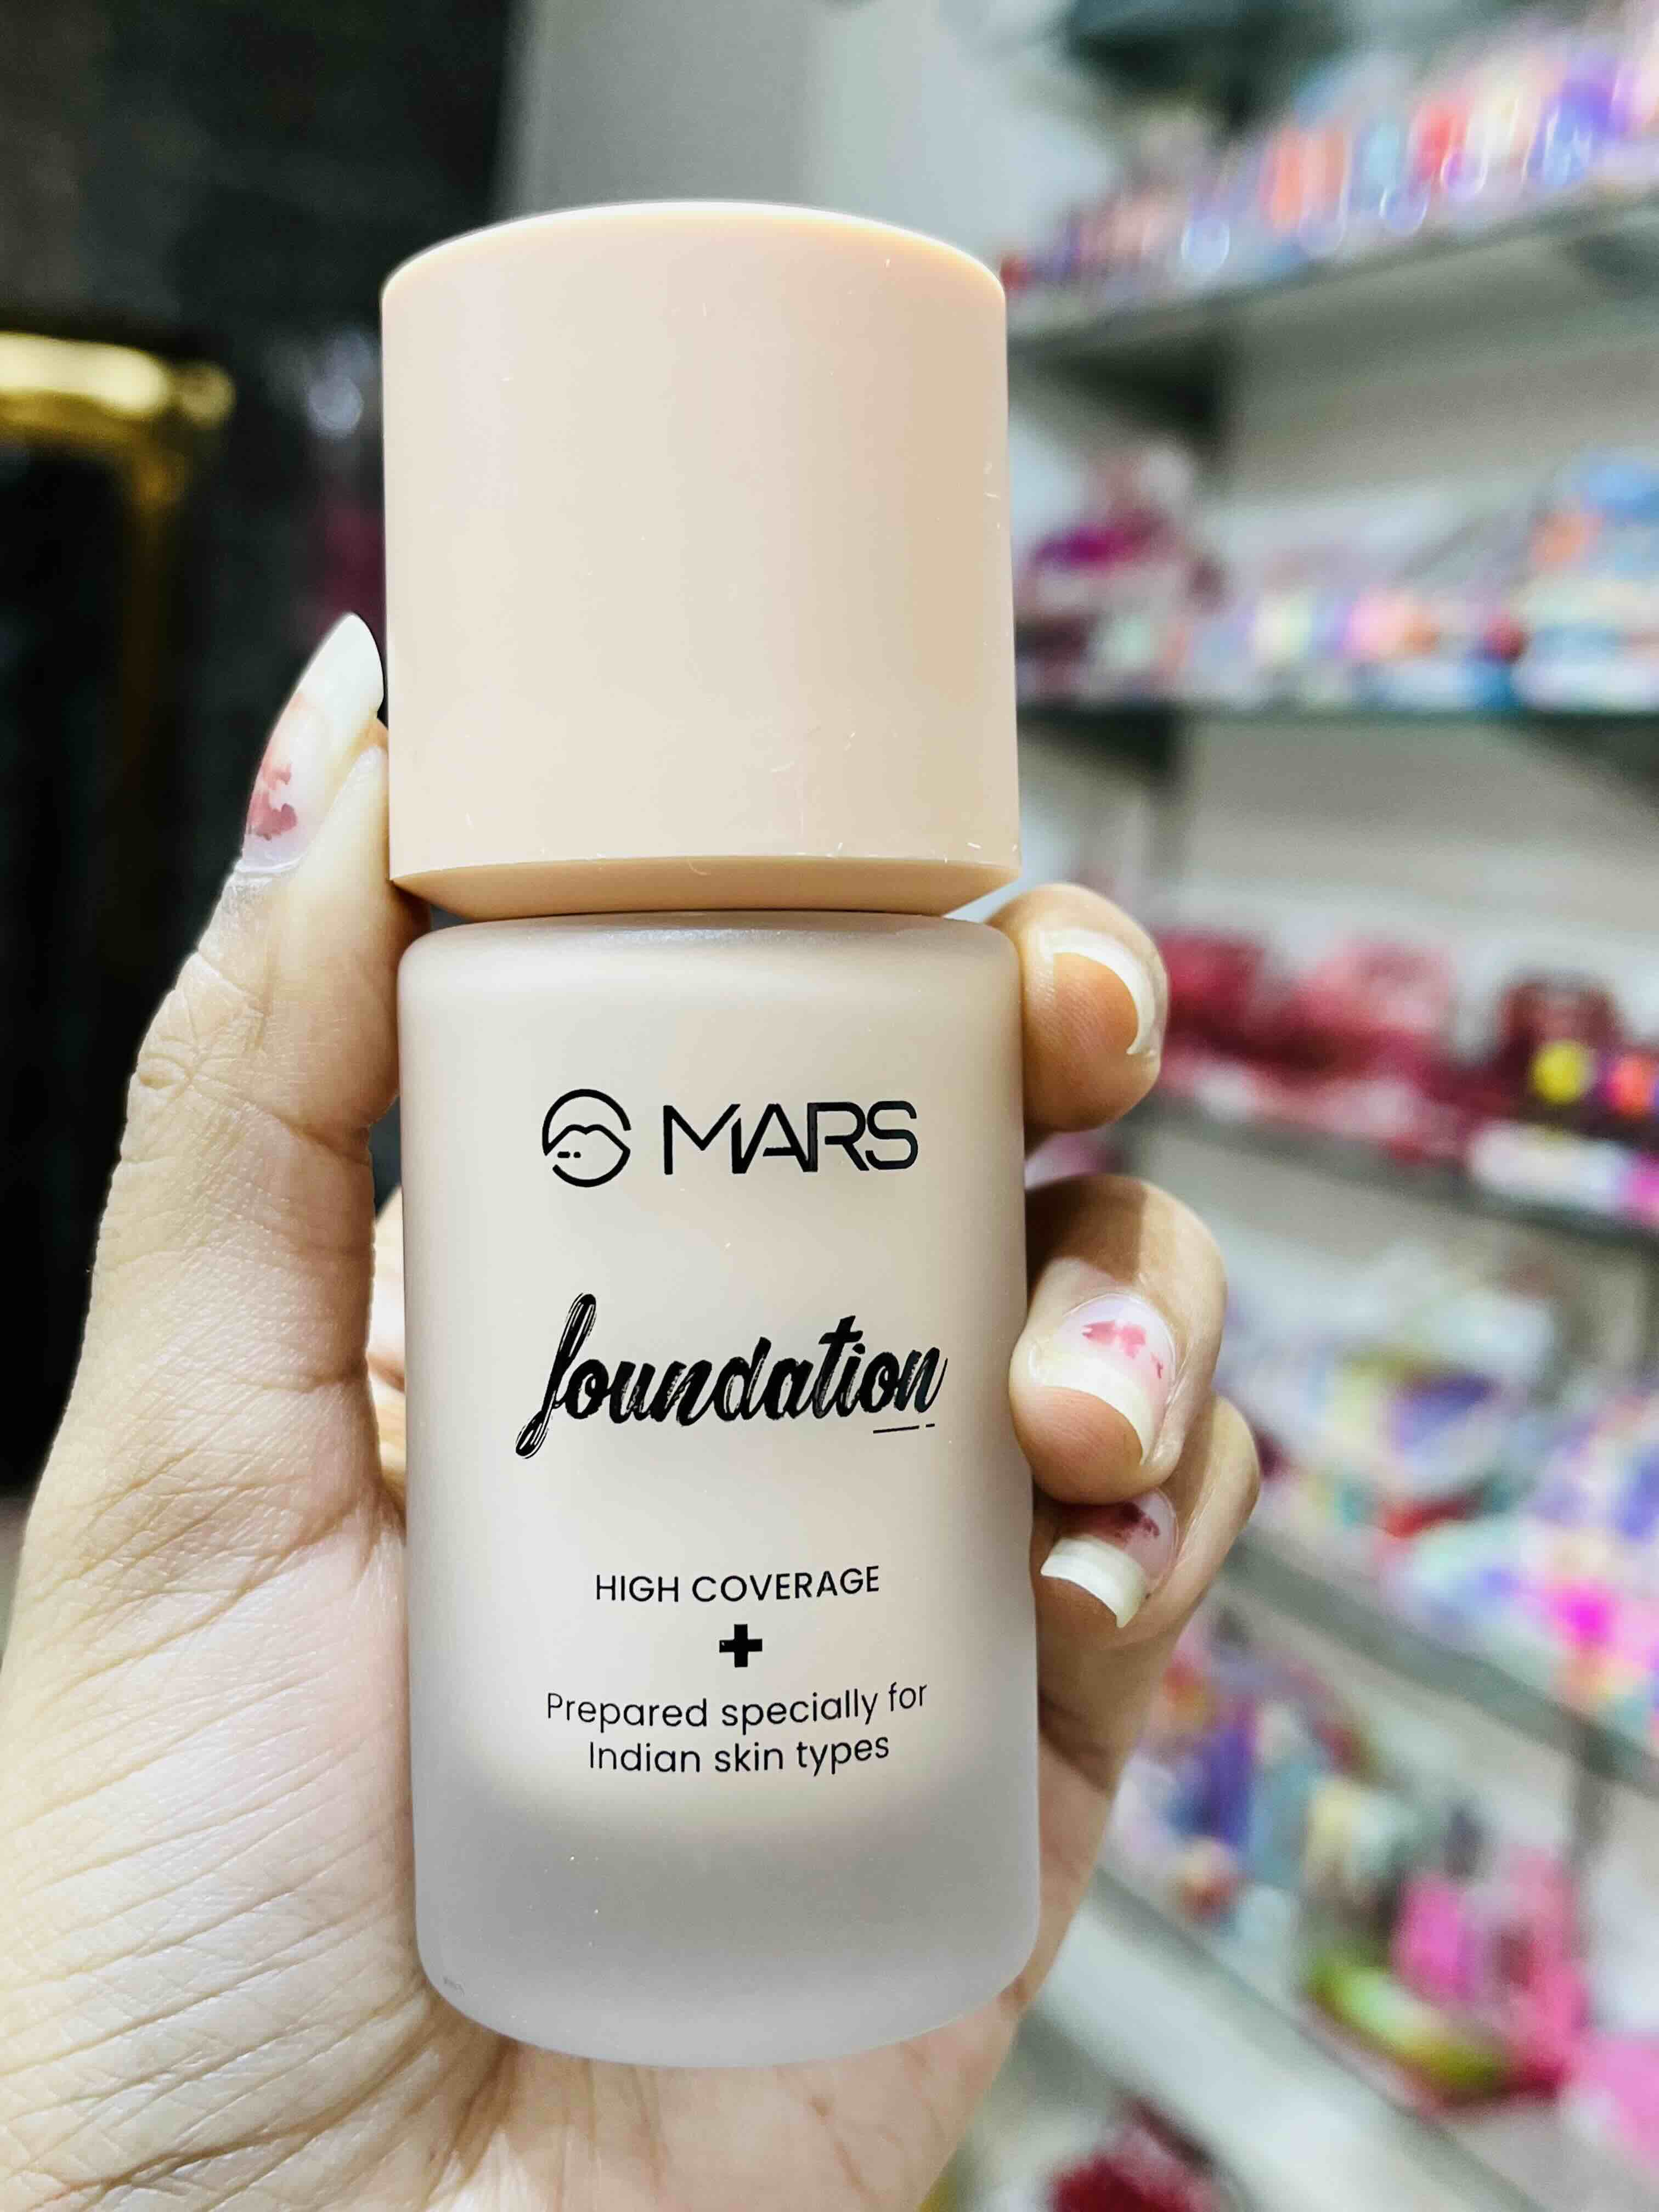 MARS
foundation
HIGH COVERAGE
+
Prepared specially for
Indian skin types